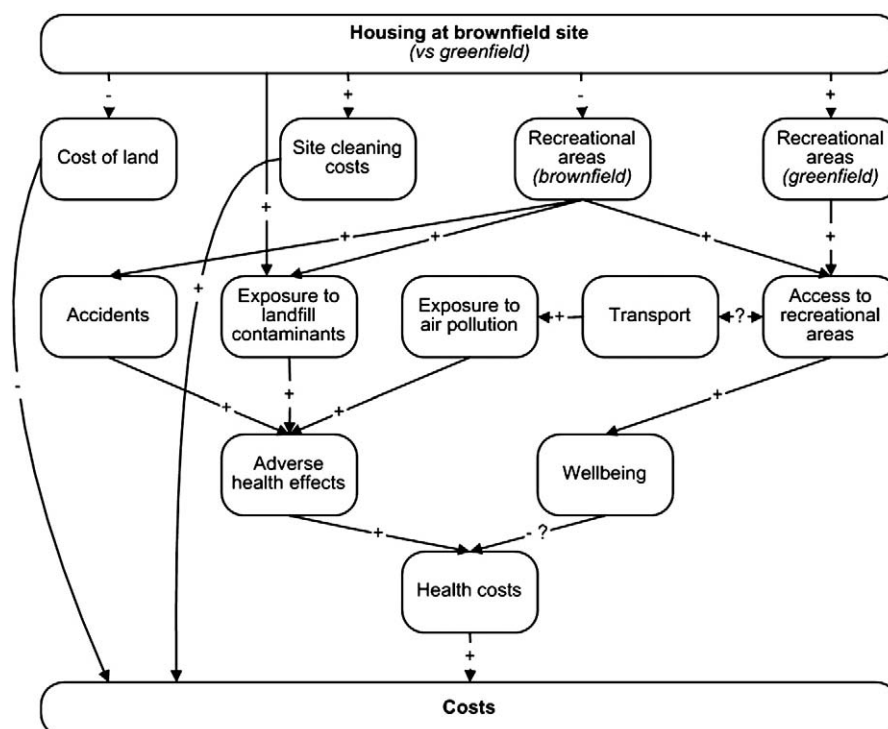 Housing at brownfield site
(vs greenfield)
-
+
-
+
Cost of land
Site cleaning
costs
Recreational
areas
(brownfield)
Recreational
areas
(greenfield)
+
+
+
+
+
+
Accidents
Exposure to
landfill
contaminants
Exposure to
air pollution
+
Transport
?
Access to
recreational
areas
-
+
+
+
+
Adverse
health effects
Wellbeing
+
- ?
Health costs
+
Costs